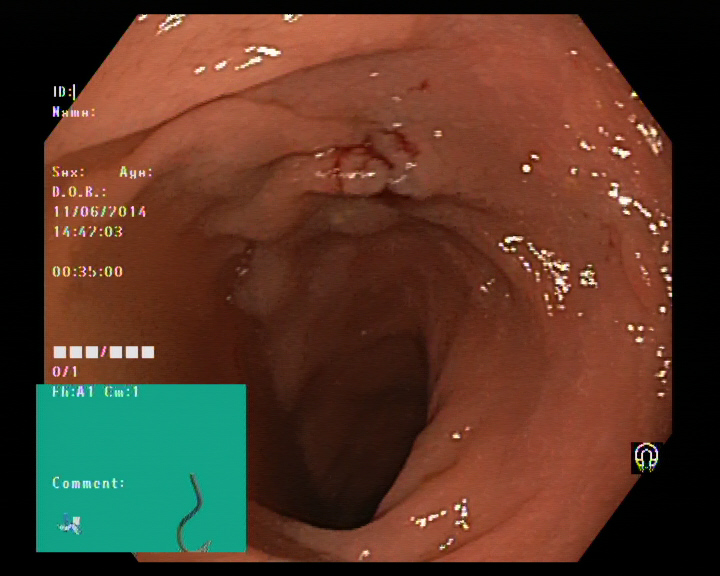 ID:
Name:
Sex: Age:
D.O.B.:
11/06/2014
14:42:03
00:35:00
■■■/■■■
0/1
Eh:A1 Cm:1
Comment: